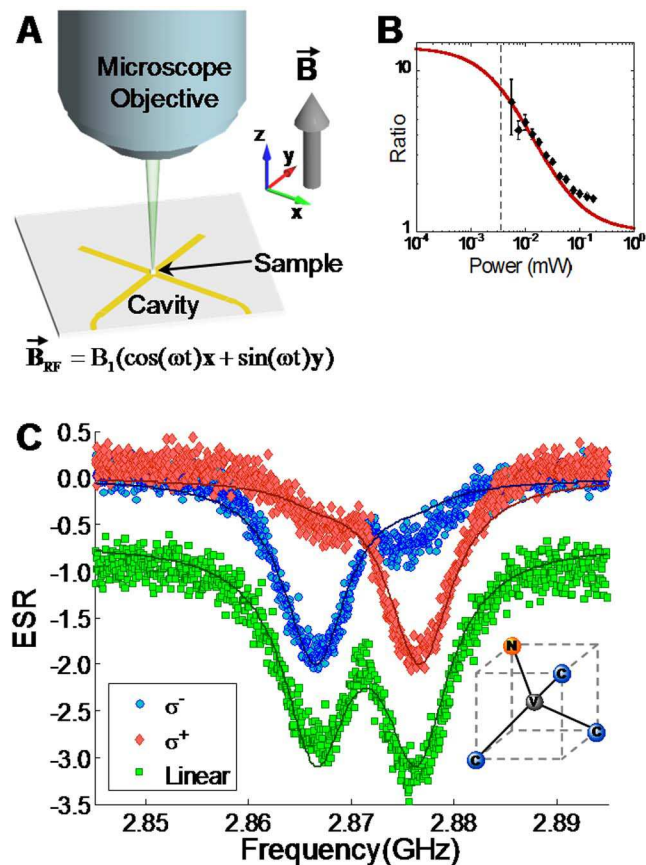 A
Microscope
Objective
B
z
y
x
Sample
Cavity
B_RF = B_1(cos(ωt)x + sin(ωt)y)
B
Ratio
10
1
10^-4 10^-3 10^-2 10^-1 10^0
Power (mW)
C
ESR
0.5
0.0
-0.5
-1.0
-1.5
-2.0
-2.5
-3.0
-3.5
σ^-
σ^+
Linear
N
C
V
C
C
2.85 2.86 2.87 2.88 2.89
Frequency(GHz)